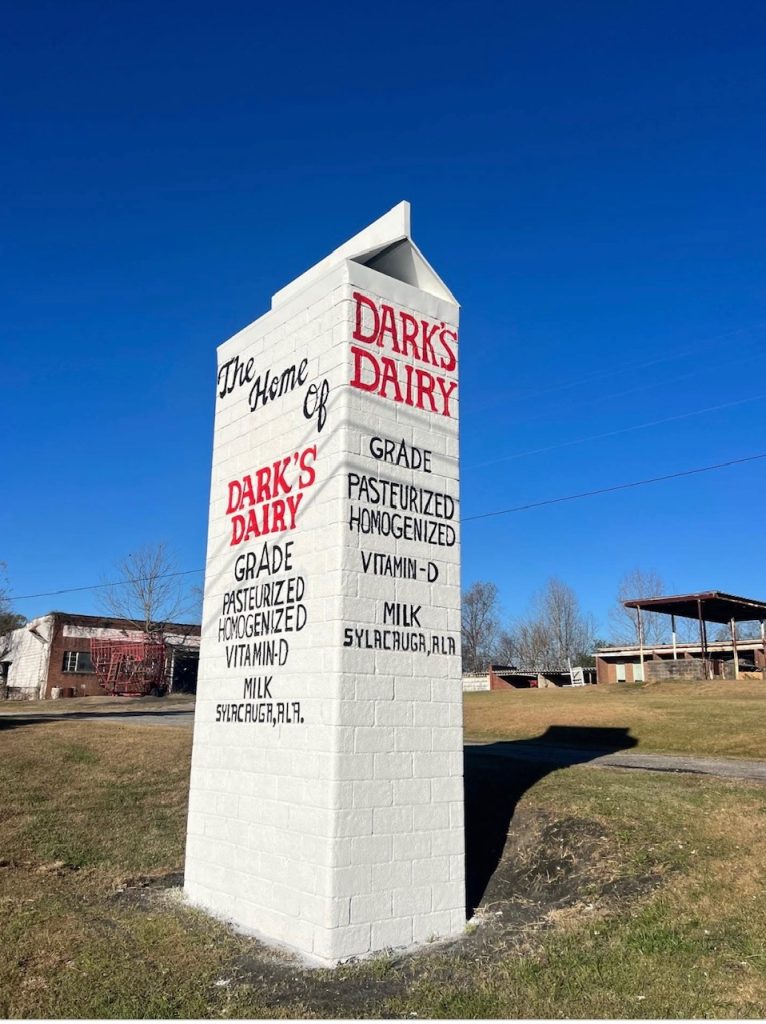 The Home Of
DARK'S
DAIRY
GRADE
PASTEURIZED
HOMOGENIZED
VITAMIN-D
MILK
SYLACAUGA, ALA.
DARK'S
DAIRY
GRADE
PASTEURIZED
HOMOGENIZED
VITAMIN-D
MILK
SYLACAUGA, ALA